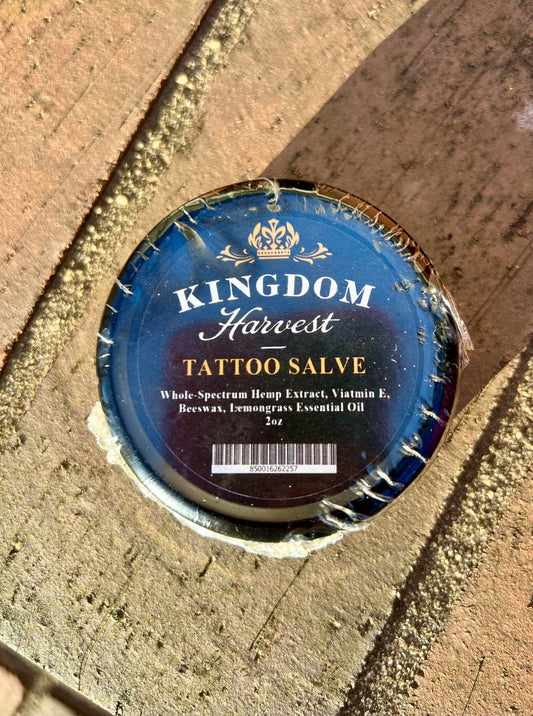 KINGDOM
Harvest
TATTOO SALVE
Whole-Spectrum Hemp Extract, Viatmin E,
Beeswax, Lemongrass Essential Oil
2oz
850016262257